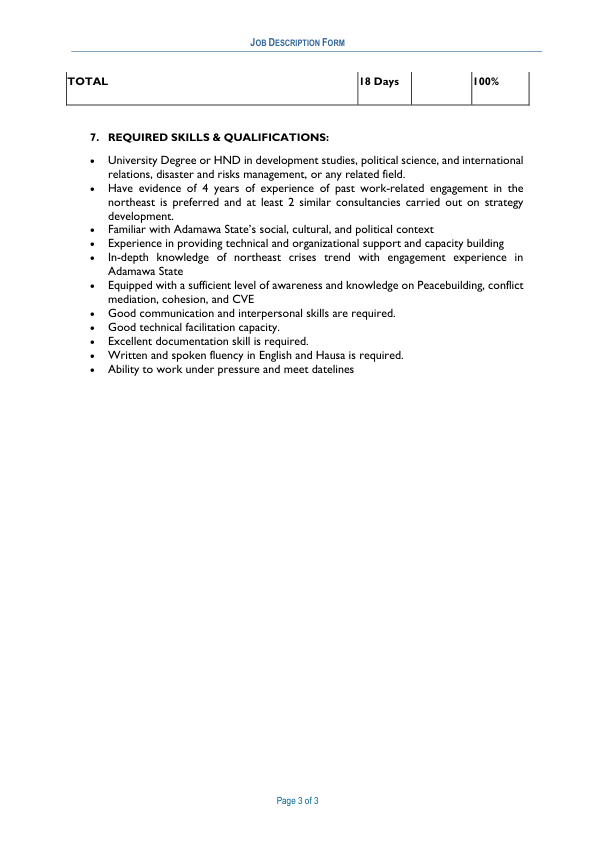 JOB DESCRIPTION FORM
TOTAL 18 Days 100%
7. REQUIRED SKILLS & QUALIFICATIONS:
• University Degree or HND in development studies, political science, and international
relations, disaster and risks management, or any related field.
• Have evidence of 4 years of experience of past work-related engagement in the
northeast is preferred and at least 2 similar consultancies carried out on strategy
development.
• Familiar with Adamawa State’s social, cultural, and political context
• Experience in providing technical and organizational support and capacity building
• In-depth knowledge of northeast crises trend with engagement experience in
Adamawa State
• Equipped with a sufficient level of awareness and knowledge on Peacebuilding, conflict
mediation, cohesion, and CVE
• Good communication and interpersonal skills are required.
• Good technical facilitation capacity.
• Excellent documentation skill is required.
• Written and spoken fluency in English and Hausa is required.
• Ability to work under pressure and meet datelines
Page 3 of 3